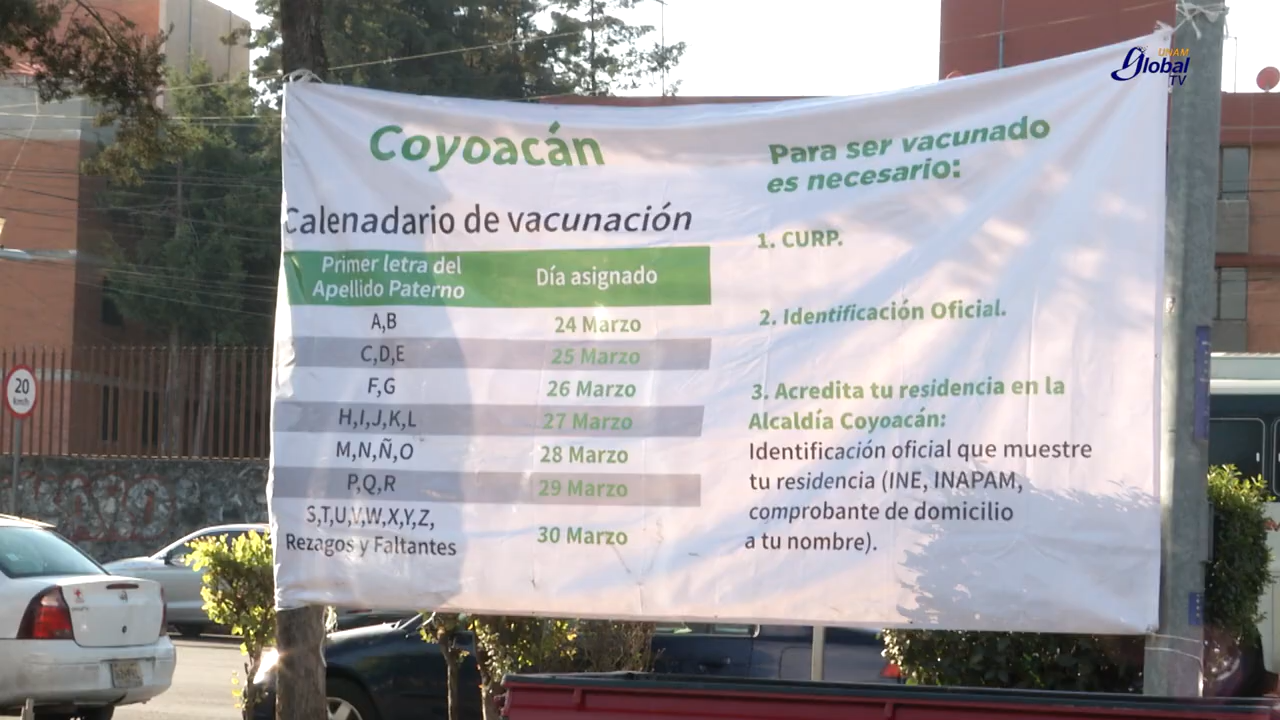 UNAM
global
TV
Coyoacán
Calenadario de vacunación
Primer letra del
Apellido Paterno
Día asignado
A,B
24 Marzo
C,D,E
25 Marzo
F,G
26 Marzo
H,I,J,K,L
27 Marzo
M,N,Ñ,O
28 Marzo
P,Q,R
29 Marzo
S,T,U,V,W,X,Y,Z,
Rezagos y Faltantes
30 Marzo
Para ser vacunado
es necesario:
1. CURP.
2. Identificación Oficial.
3. Acredita tu residencia en la
Alcaldía Coyoacán:
Identificación oficial que muestre
tu residencia (INE, INAPAM,
comprobante de domicilio
a tu nombre).
20
km/h